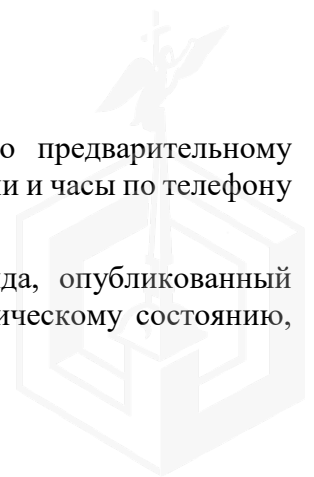 о предварительному
и и часы по телефону
да, опубликованный
ическому состоянию,